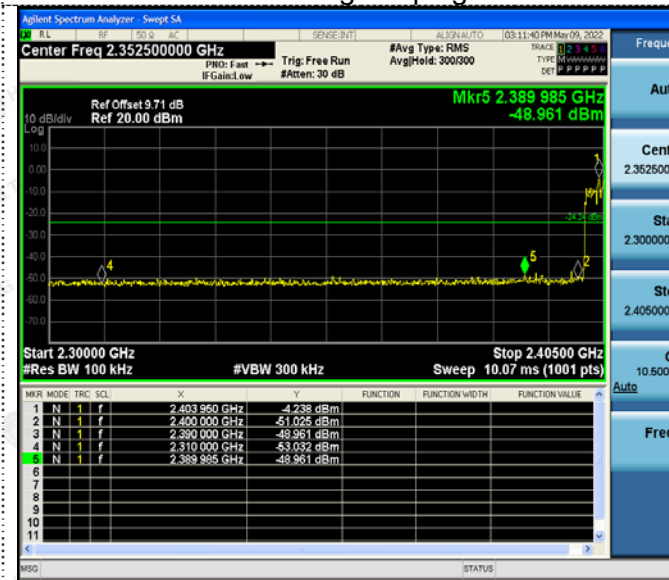 Agilent Spectrum Analyzer - Swept SA
RL RF 50 Ω AC SENSE:INT ALIGNAUTO 03:11:40 PM May 09, 2022
Center Freq 2.352500000 GHz #Avg Type: RMS TRACE 1 2 3 4 5 6
PNO: Fast Trig: Free Run Avg|Hold: 300/300 TYPE M
IFGain:Low #Atten: 30 dB DET P P P P P P
Mkr5 2.389 985 GHz
Ref Offset 9.71 dB -48.961 dBm
10 dB/div Ref 20.00 dBm
Log
10.0
0.00
-10.0
-20.0
-24.24 dBm
-30.0
-40.0
-50.0
-60.0
-70.0
1
2
4
5
Start 2.30000 GHz Stop 2.40500 GHz
#Res BW 100 kHz #VBW 300 kHz Sweep 10.07 ms (1001 pts)
MKR MODE TRC SCL X Y FUNCTION FUNCTION WIDTH FUNCTION VALUE
1 N 1 f 2.403 950 GHz -4.238 dBm
2 N 1 f 2.400 000 GHz -51.025 dBm
3 N 1 f 2.390 000 GHz -48.961 dBm
4 N 1 f 2.310 000 GHz -53.032 dBm
5 N 1 f 2.389 985 GHz -48.961 dBm
6
7
8
9
10
11
MSG STATUS
Freque
Aut
Cent
2.352500
Sta
2.300000
St
2.405000
10.500
Auto
Fre